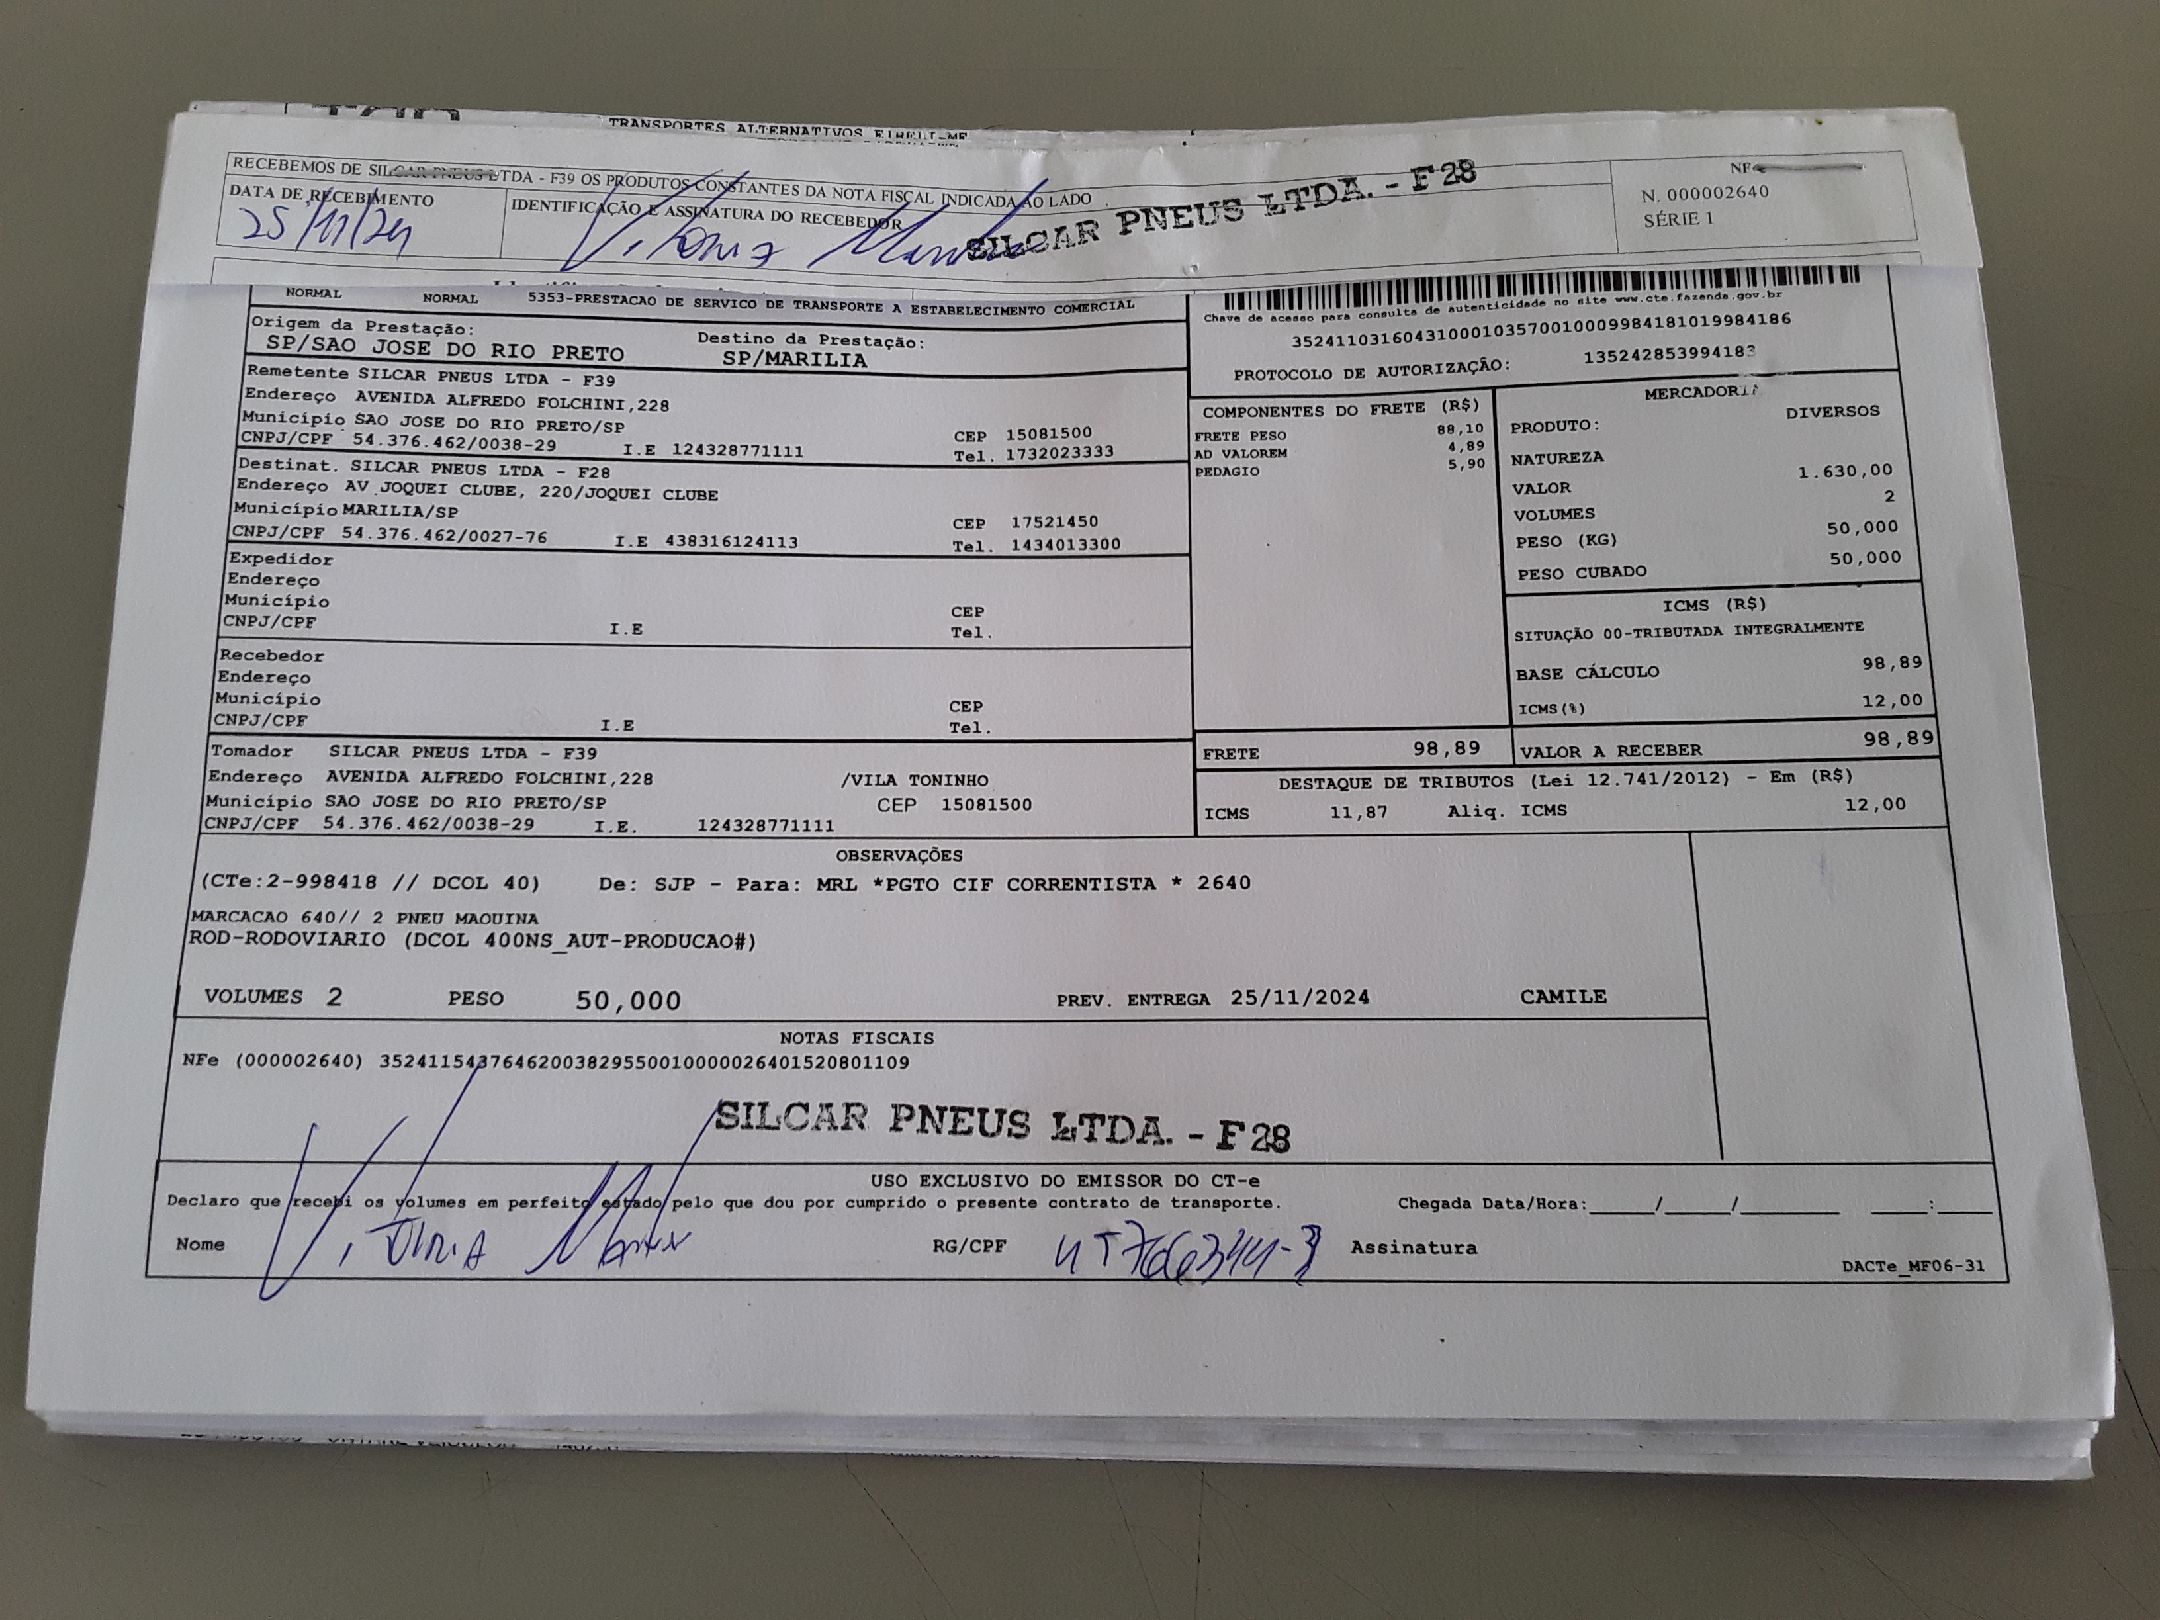 TRANSPORTES ALTERNATIVOS EIRELI-ME
RECEBEMOS DE SILCAR PNEUS LTDA - F39 OS PRODUTOS CONSTANTES DA NOTA FISCAL INDICADA AO LADO
NF
N. 000002640
SÉRIE 1
DATA DE RECEBIMENTO
25/11/24
IDENTIFICAÇÃO E ASSINATURA DO RECEBEDOR
Vitoria
SILCAR PNEUS LTDA. - F28
NORMAL NORMAL 5353-PRESTACAO DE SERVICO DE TRANSPORTE A ESTABELECIMENTO COMERCIAL
Chave de acesso para consulta de autenticidade no site www.cte.fazenda.gov.br
35241103160431000103570010009984181019984186
PROTOCOLO DE AUTORIZAÇÃO: 135242853994183
Origem da Prestação:
SP/SAO JOSE DO RIO PRETO
Destino da Prestação:
SP/MARILIA
Remetente SILCAR PNEUS LTDA - F39
Endereço AVENIDA ALFREDO FOLCHINI,228
Município SAO JOSE DO RIO PRETO/SP CEP 15081500
CNPJ/CPF 54.376.462/0038-29 I.E 124328771111 Tel. 1732023333
Destinat. SILCAR PNEUS LTDA - F28
Endereço AV JOQUEI CLUBE, 220/JOQUEI CLUBE
Município MARILIA/SP CEP 17521450
CNPJ/CPF 54.376.462/0027-76 I.E 438316124113 Tel. 1434013300
Expedidor
Endereço
Município CEP
CNPJ/CPF I.E Tel.
Recebedor
Endereço
Município CEP
CNPJ/CPF I.E Tel.
Tomador SILCAR PNEUS LTDA - F39
Endereço AVENIDA ALFREDO FOLCHINI,228 /VILA TONINHO
Município SAO JOSE DO RIO PRETO/SP CEP 15081500
CNPJ/CPF 54.376.462/0038-29 I.E. 124328771111
COMPONENTES DO FRETE (R$)
FRETE PESO 88,10
AD VALOREM 4,89
PEDAGIO 5,90
MERCADORIA
PRODUTO: DIVERSOS
NATUREZA
VALOR 1.630,00
VOLUMES 2
PESO (KG) 50,000
PESO CUBADO 50,000
ICMS (R$)
SITUAÇÃO 00-TRIBUTADA INTEGRALMENTE
BASE CÁLCULO 98,89
ICMS(%) 12,00
FRETE 98,89 VALOR A RECEBER 98,89
DESTAQUE DE TRIBUTOS (Lei 12.741/2012) - Em (R$)
ICMS 11,87 Aliq. ICMS 12,00
OBSERVAÇÕES
(CTe:2-998418 // DCOL 40) De: SJP - Para: MRL *PGTO CIF CORRENTISTA * 2640
MARCACAO 640// 2 PNEU MAQUINA
ROD-RODOVIARIO (DCOL 400NS_AUT-PRODUCAO#)
VOLUMES 2 PESO 50,000 PREV. ENTREGA 25/11/2024 CAMILE
NOTAS FISCAIS
NFe (000002640) 35241154376462003829550010000026401520801109
SILCAR PNEUS LTDA. - F28
USO EXCLUSIVO DO EMISSOR DO CT-e
Declaro que recebi os volumes em perfeito estado pelo que dou por cumprido o presente contrato de transporte. Chegada Data/Hora:_____/_____/_______ ____:____
Nome Vitoria RG/CPF Assinatura
DACTe_MF06-31